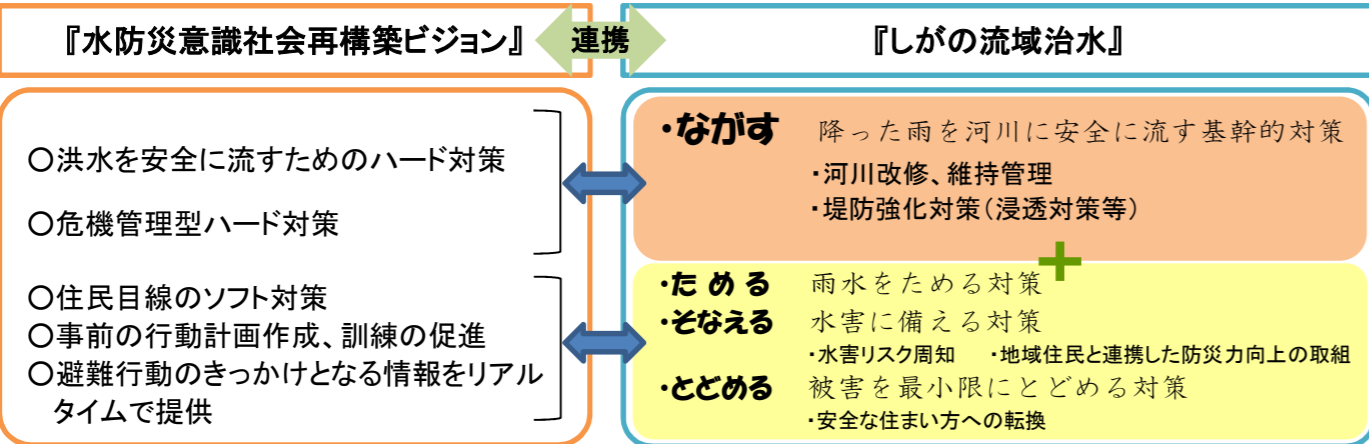 『水防災意識社会再構築ビジョン』
連携
『しがの流域治水』
〇洪水を安全に流すためのハード対策
〇危機管理型ハード対策
〇住民目線のソフト対策
〇事前の行動計画作成、訓練の促進
〇避難行動のきっかけとなる情報をリアル
タイムで提供
・ながす 降った雨を河川に安全に流す基幹的対策
・河川改修、維持管理
・堤防強化対策(浸透対策等)
+
・ためる 雨水をためる対策
・そなえる 水害に備える対策
・水害リスク周知 ・地域住民と連携した防災力向上の取組
・とどめる 被害を最小限にとどめる対策
・安全な住まい方への転換